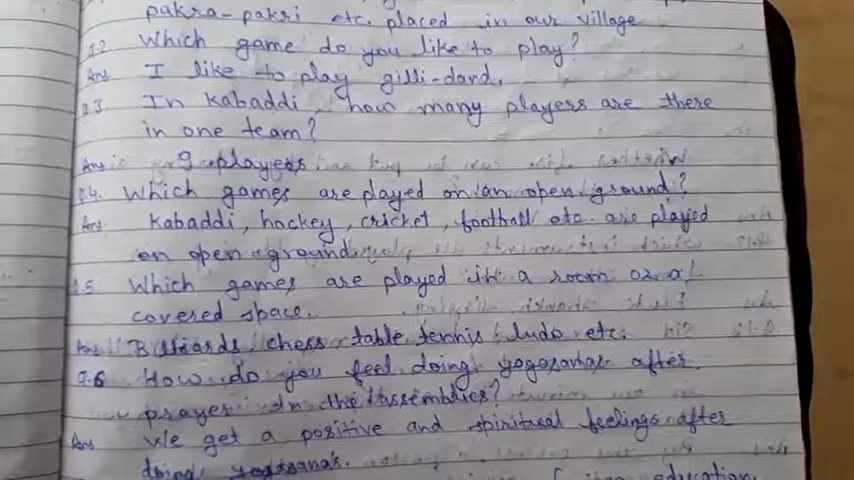 pakra-pakri etc. placed in our village
Q.2 Which game do you like to play?
Ans I like to play gilli-dand,
Q.3 In kabaddi, how many players are there
in one team?
Ans 9 players
Q.4. Which games are played on an open ground?
Ans Kabaddi, hockey, cricket, football etc. are played
on open ground
Q.5 Which games are played in a room or a
covered space.
Ans Billiards, chess, table tennis, ludo etc.
Q.6 How do you feel doing yogasanas after
prayer in the assemblies?
Ans We get a positive and spiritual feelings after
doing yogasanas.
education